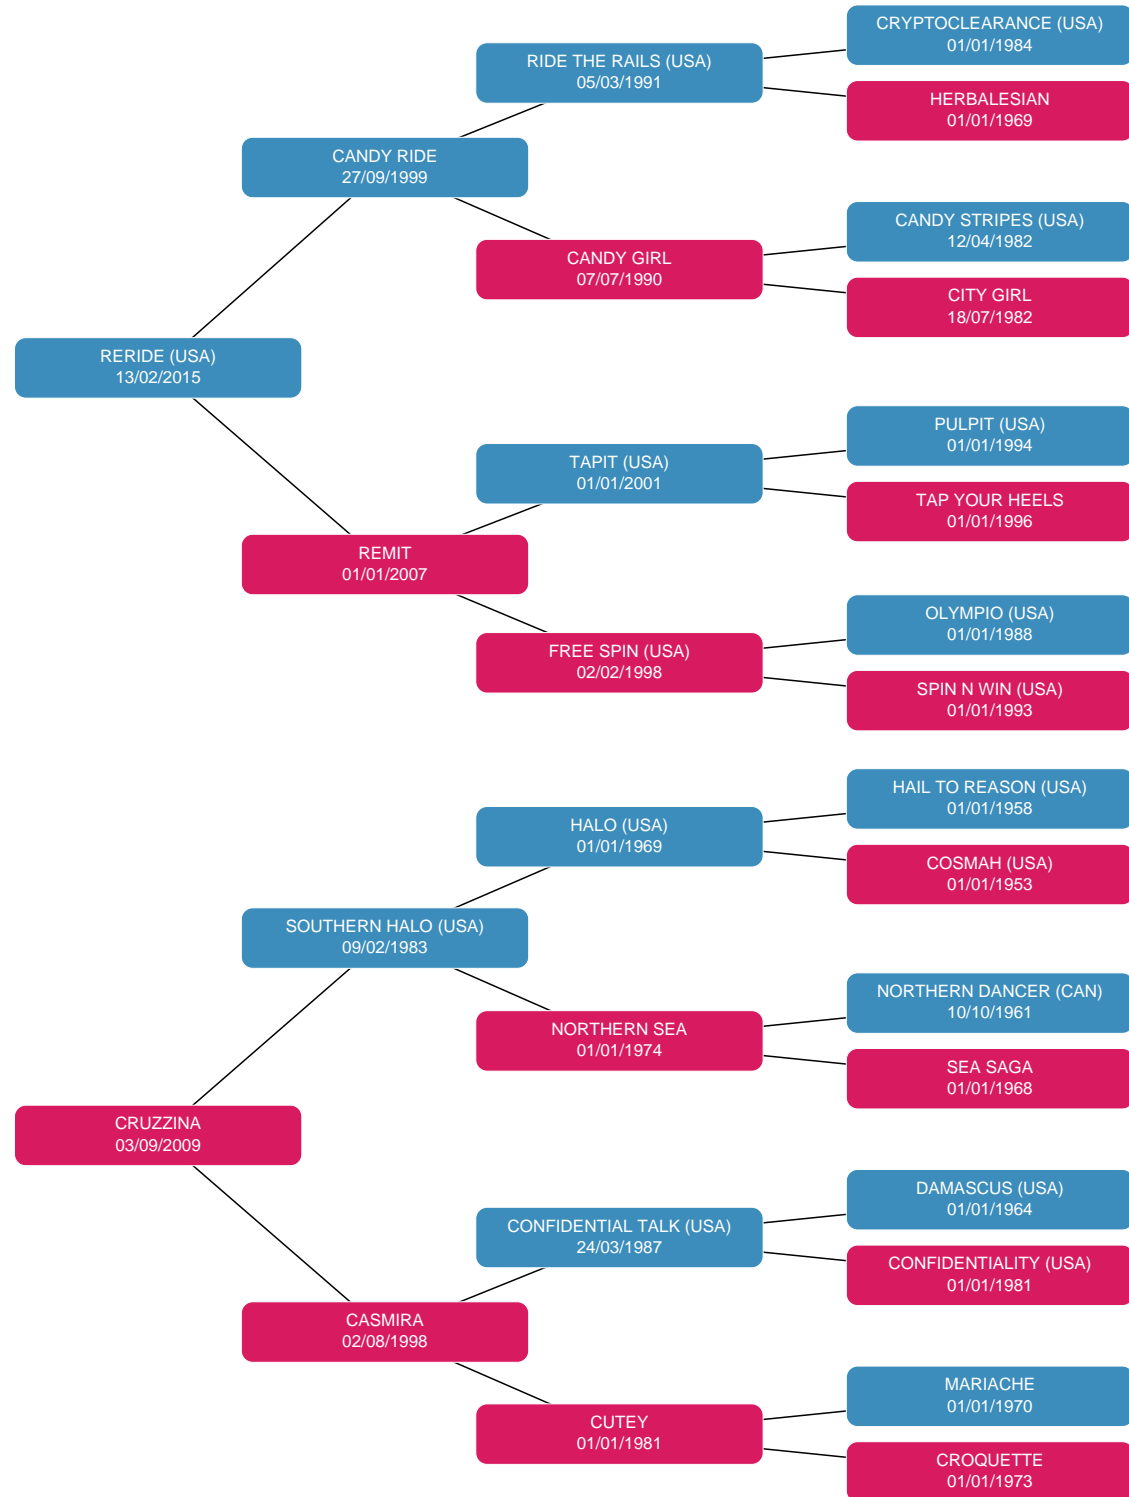 CRYPTOCLEARANCE (USA)
01/01/1984
RIDE THE RAILS (USA)
05/03/1991
HERBALESIAN
01/01/1969
CANDY RIDE
27/09/1999
CANDY STRIPES (USA)
12/04/1982
CANDY GIRL
07/07/1990
CITY GIRL
18/07/1982
RERIDE (USA)
13/02/2015
PULPIT (USA)
01/01/1994
TAPIT (USA)
01/01/2001
TAP YOUR HEELS
01/01/1996
REMIT
01/01/2007
OLYMPIO (USA)
01/01/1988
FREE SPIN (USA)
02/02/1998
SPIN N WIN (USA)
01/01/1993
HAIL TO REASON (USA)
01/01/1958
HALO (USA)
01/01/1969
COSMAH (USA)
01/01/1953
SOUTHERN HALO (USA)
09/02/1983
NORTHERN DANCER (CAN)
10/10/1961
NORTHERN SEA
01/01/1974
SEA SAGA
01/01/1968
CRUZZINA
03/09/2009
DAMASCUS (USA)
01/01/1964
CONFIDENTIAL TALK (USA)
24/03/1987
CONFIDENTIALITY (USA)
01/01/1981
CASMIRA
02/08/1998
MARIACHE
01/01/1970
CUTEY
01/01/1981
CROQUETTE
01/01/1973